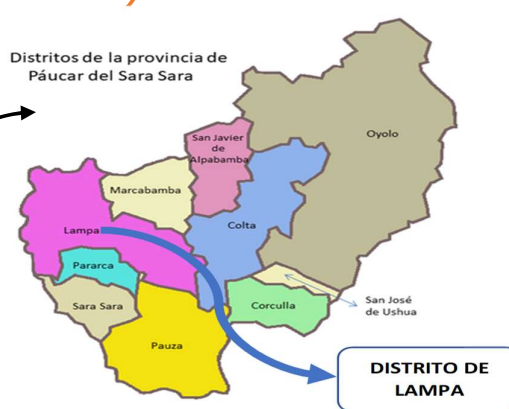 Distritos de la provincia de
Páucar del Sara Sara
San Javier
de
Alpabamba
Oyolo
Marcabamba
Lampa
Colta
Pararca
Sara Sara
Corculla
San José
de Ushua
Pauza
DISTRITO DE
LAMPA